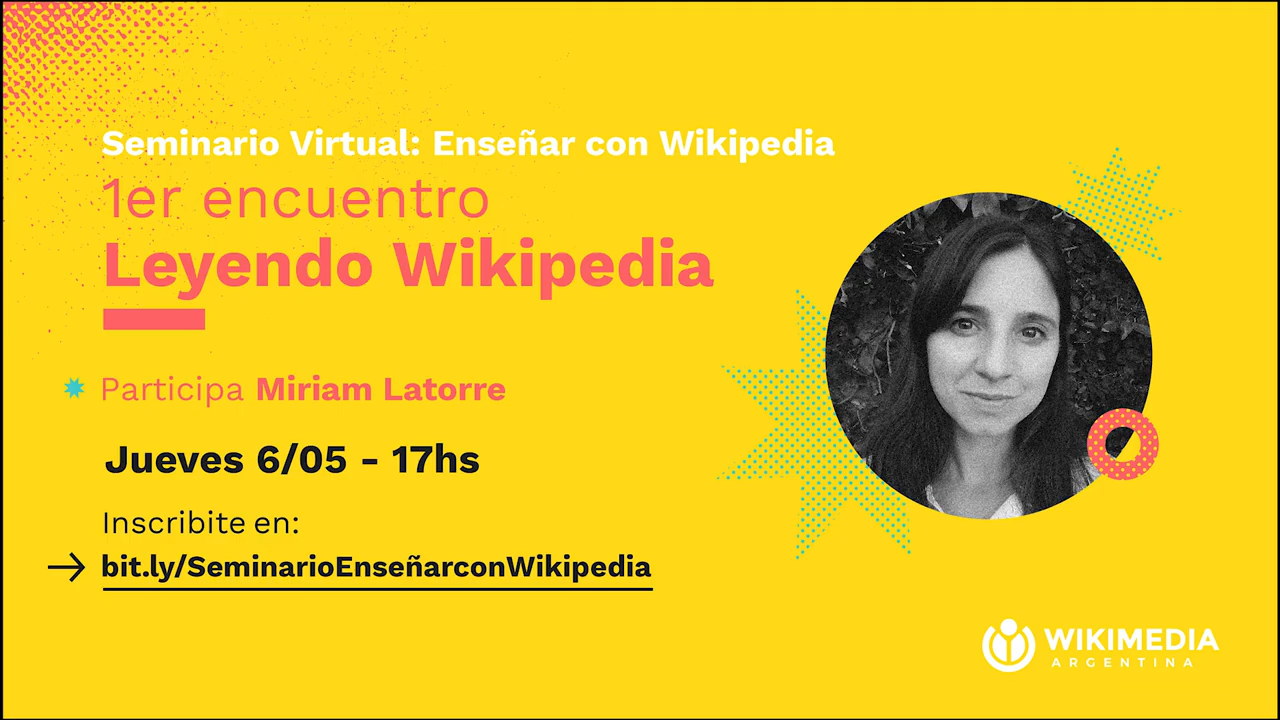 Seminario Virtual: Enseñar con Wikipedia
1er encuentro
Leyendo Wikipedia
Participa Miriam Latorre
Jueves 6/05 - 17hs
Inscribite en:
bit.ly/SeminarioEnseñarconWikipedia
WIKIMEDIA
ARGENTINA